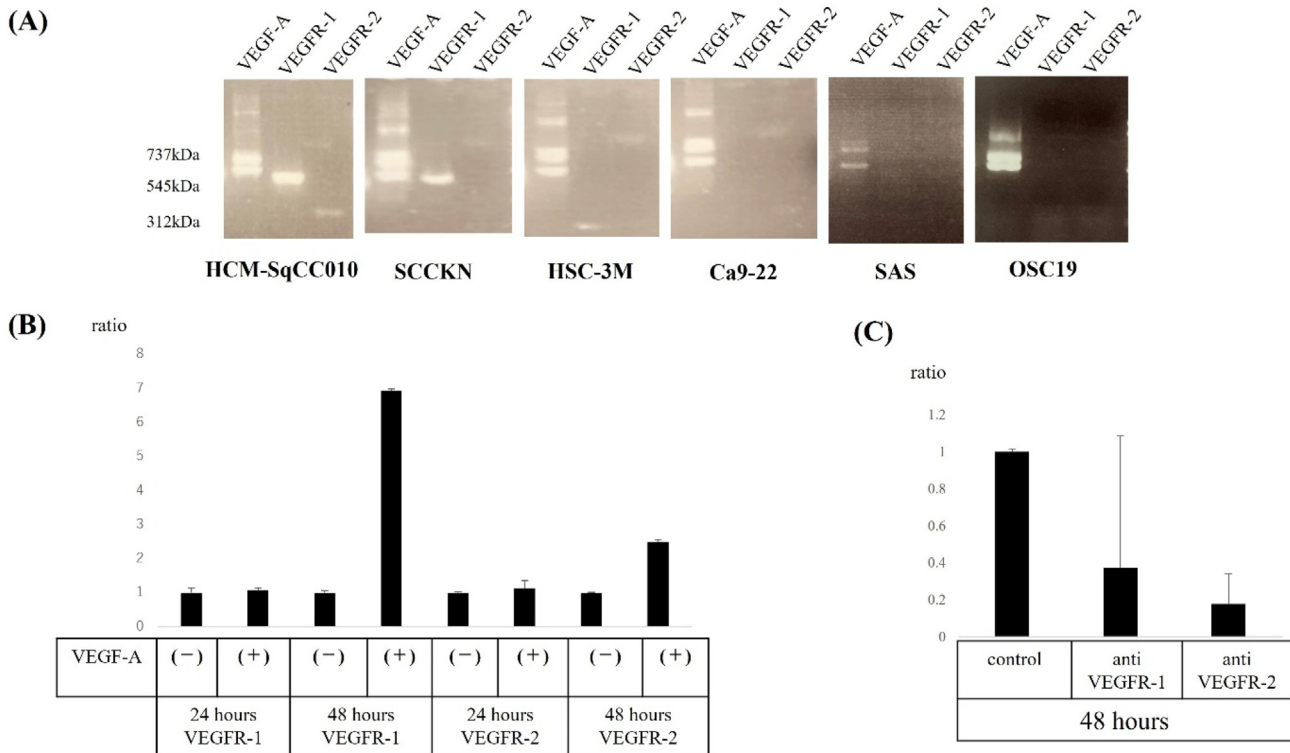 (A)
VEGF-A VEGFR-1 VEGFR-2 VEGF-A VEGFR-1 VEGFR-2 VEGF-A VEGFR-1 VEGFR-2 VEGF-A VEGFR-1 VEGFR-2 VEGF-A VEGFR-1 VEGFR-2 VEGF-A VEGFR-1 VEGFR-2
737kDa
545kDa
312kDa
HCM-SqCC010 SCCKN HSC-3M Ca9-22 SAS OSC19
(B)
ratio
8
7
6
5
4
3
2
1
0
VEGF-A (−) (+) (−) (+) (−) (+) (−) (+)
24 hours 48 hours 24 hours 48 hours
VEGFR-1 VEGFR-1 VEGFR-2 VEGFR-2
(C)
ratio
1.2
1
0.8
0.6
0.4
0.2
0
control anti anti
VEGFR-1 VEGFR-2
48 hours